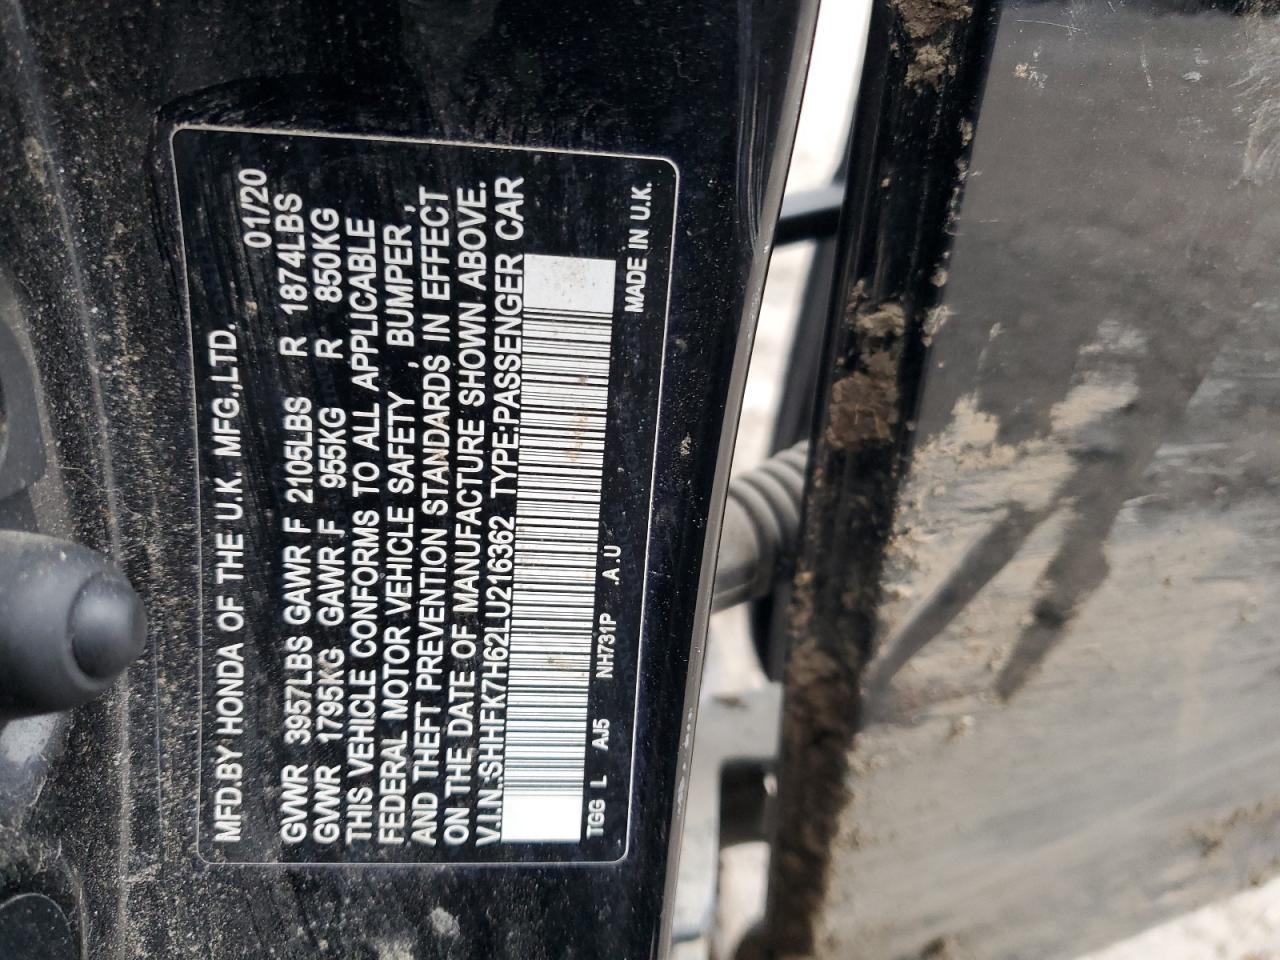 MFD.BY HONDA OF THE U.K. MFG.,LTD. 01/20
GVWR 3957LBS GAWR F 2105LBS R 1874LBS
GVWR 1795KG GAWR F 955KG R 850KG
THIS VEHICLE CONFORMS TO ALL APPLICABLE
FEDERAL MOTOR VEHICLE SAFETY , BUMPER ,
AND THEFT PREVENTION STANDARDS IN EFFECT
ON THE DATE OF MANUFACTURE SHOWN ABOVE.
V.I.N.:SHHFK7H62LU216362 TYPE:PASSENGER CAR
TGG L AJ5 NH731P .A.U MADE IN U.K.